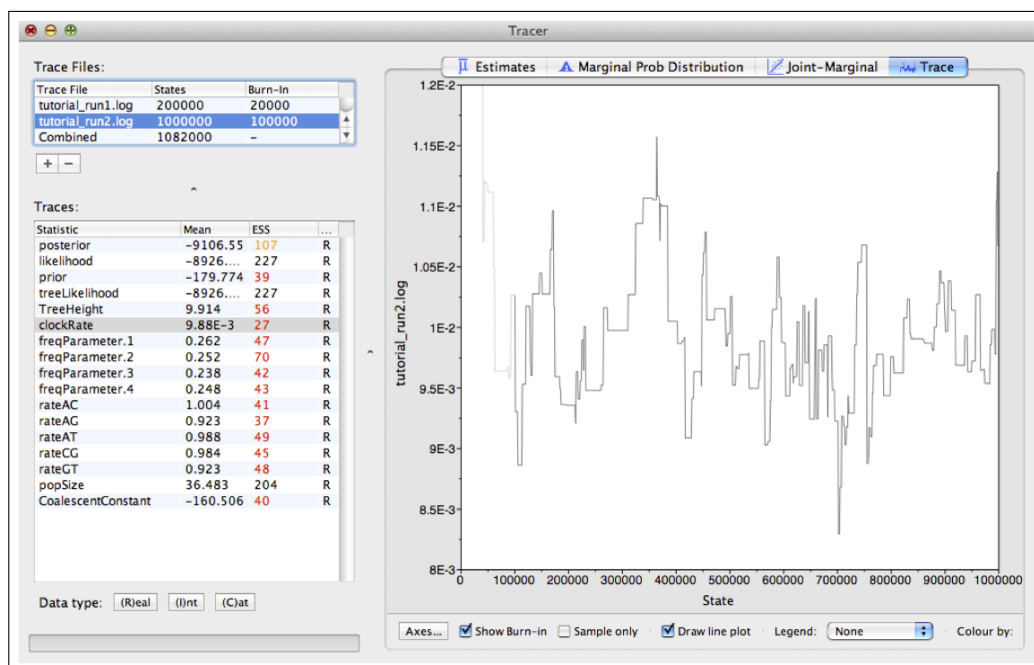 Tracer
Trace Files:
Trace File States Burn-In
tutorial_run1.log 200000 20000
tutorial_run2.log 1000000 100000
Combined 1082000 -
+ -
Traces:
Statistic Mean ESS ...
posterior -9106.55 107 R
likelihood -8926.... 227 R
prior -179.774 39 R
treeLikelihood -8926.... 227 R
TreeHeight 9.914 56 R
clockRate 9.88E-3 27 R
freqParameter.1 0.262 47 R
freqParameter.2 0.252 70 R
freqParameter.3 0.238 42 R
freqParameter.4 0.248 43 R
rateAC 1.004 41 R
rateAG 0.923 37 R
rateAT 0.988 49 R
rateCG 0.984 45 R
rateGT 0.923 48 R
popSize 36.483 204 R
CoalescentConstant -160.506 40 R
Data type: (R)eal (I)nt (C)at
Estimates Marginal Prob Distribution Joint-Marginal Trace
1.2E-2
1.15E-2
1.1E-2
1.05E-2
1E-2
9.5E-3
9E-3
8.5E-3
8E-3
tutorial_run2.log
0 100000 200000 300000 400000 500000 600000 700000 800000 900000 1000000
State
Axes... Show Burn-in Sample only Draw line plot Legend: None Colour by: